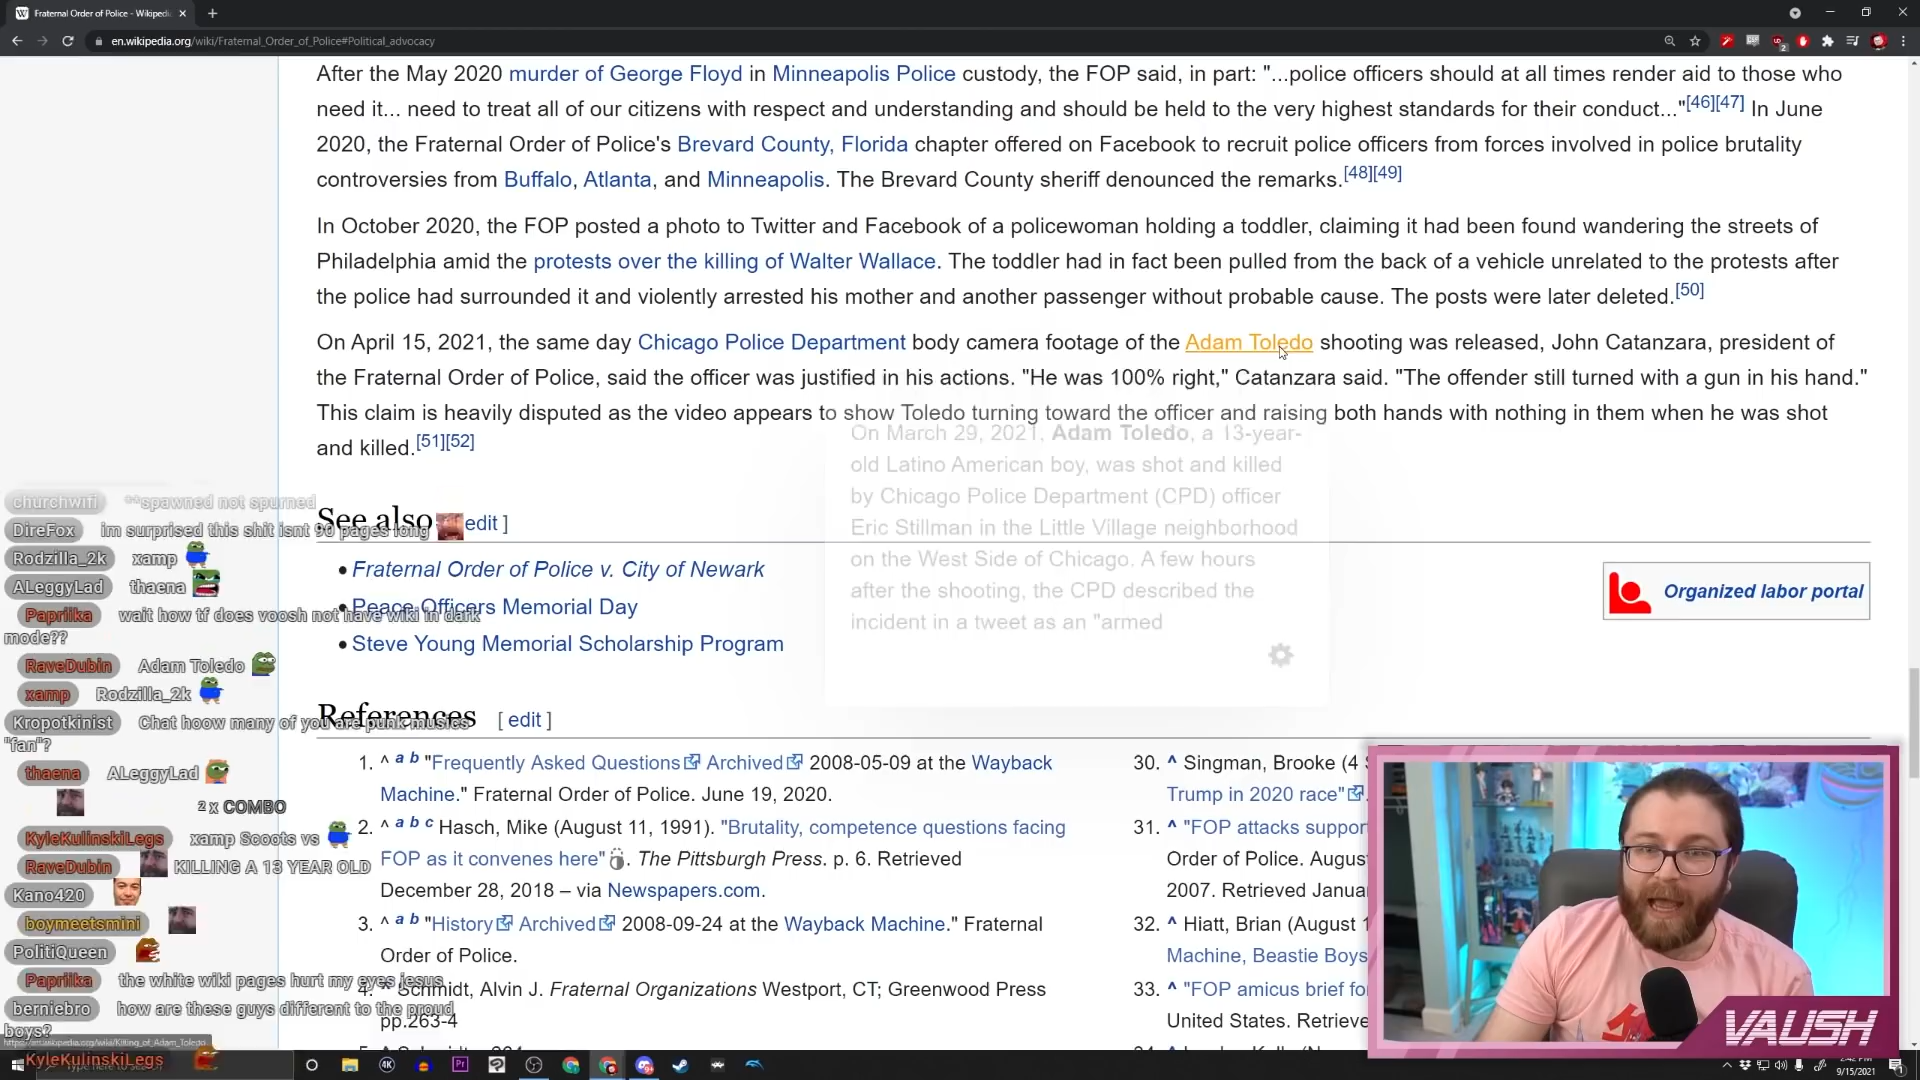 Fraternal Order of Police - Wikipedia
en.wikipedia.org/wiki/Fraternal_Order_of_Police#Political_advocacy
After the May 2020 murder of George Floyd in Minneapolis Police custody, the FOP said, in part: "...police officers should at all times render aid to those who
need it... need to treat all of our citizens with respect and understanding and should be held to the very highest standards for their conduct..."[46][47] In June
2020, the Fraternal Order of Police's Brevard County, Florida chapter offered on Facebook to recruit police officers from forces involved in police brutality
controversies from Buffalo, Atlanta, and Minneapolis. The Brevard County sheriff denounced the remarks.[48][49]
In October 2020, the FOP posted a photo to Twitter and Facebook of a policewoman holding a toddler, claiming it had been found wandering the streets of
Philadelphia amid the protests over the killing of Walter Wallace. The toddler had in fact been pulled from the back of a vehicle unrelated to the protests after
the police had surrounded it and violently arrested his mother and another passenger without probable cause. The posts were later deleted.[50]
On April 15, 2021, the same day Chicago Police Department body camera footage of the Adam Toledo shooting was released, John Catanzara, president of
the Fraternal Order of Police, said the officer was justified in his actions. "He was 100% right," Catanzara said. "The offender still turned with a gun in his hand."
This claim is heavily disputed as the video appears to show Toledo turning toward the officer and raising both hands with nothing in them when he was shot
and killed.[51][52]
On March 29, 2021, Adam Toledo, a 13-year-
old Latino American boy, was shot and killed
by Chicago Police Department (CPD) officer
Eric Stillman in the Little Village neighborhood
on the West Side of Chicago. A few hours
after the shooting, the CPD described the
incident in a tweet as an "armed
See also edit ]
• Fraternal Order of Police v. City of Newark
• Peace Officers Memorial Day
• Steve Young Memorial Scholarship Program
Organized labor portal
References [ edit ]
1. ^ a b "Frequently Asked Questions Archived 2008-05-09 at the Wayback
Machine." Fraternal Order of Police. June 19, 2020.
2. ^ a b c Hasch, Mike (August 11, 1991). "Brutality, competence questions facing
FOP as it convenes here" . The Pittsburgh Press. p. 6. Retrieved
December 28, 2018 – via Newspapers.com.
3. ^ a b "History Archived 2008-09-24 at the Wayback Machine." Fraternal
Order of Police.
4. ^ Schmidt, Alvin J. Fraternal Organizations Westport, CT; Greenwood Press
pp.263-4
30. ^ Singman, Brooke (4
Trump in 2020 race"
31. ^ "FOP attacks suppor
Order of Police. Augus
2007. Retrieved Janua
32. ^ Hiatt, Brian (August 1
Machine, Beastie Boys
33. ^ "FOP amicus brief fo
United States. Retrieve
churchwifi **spawned not spurned
DireFox im surprised this shit isnt 90 pages long
Rodzilla_2k xamp
ALeggyLad thaena
Papriika wait how tf does voosh not have wiki in dark
mode??
RaveDubin Adam Toledo
xamp Rodzilla_2k
Kropotkinist Chat hoow many of you are punk musics
"fan"?
thaena ALeggyLad
2 x COMBO
KyleKulinskiLegs xamp Scoots vs
RaveDubin KILLING A 13 YEAR OLD
Kano420
boymeetsmini
PolitiQueen
Papriika the white wiki pages hurt my eyes jesus
berniebro how are these guys different to the proud
boys?
https://en.wikipedia.org/wiki/Killing_of_Adam_Toledo
KyleKulinskiLegs
VAUSH
4K
Pr
2:42 PM
9/15/2021